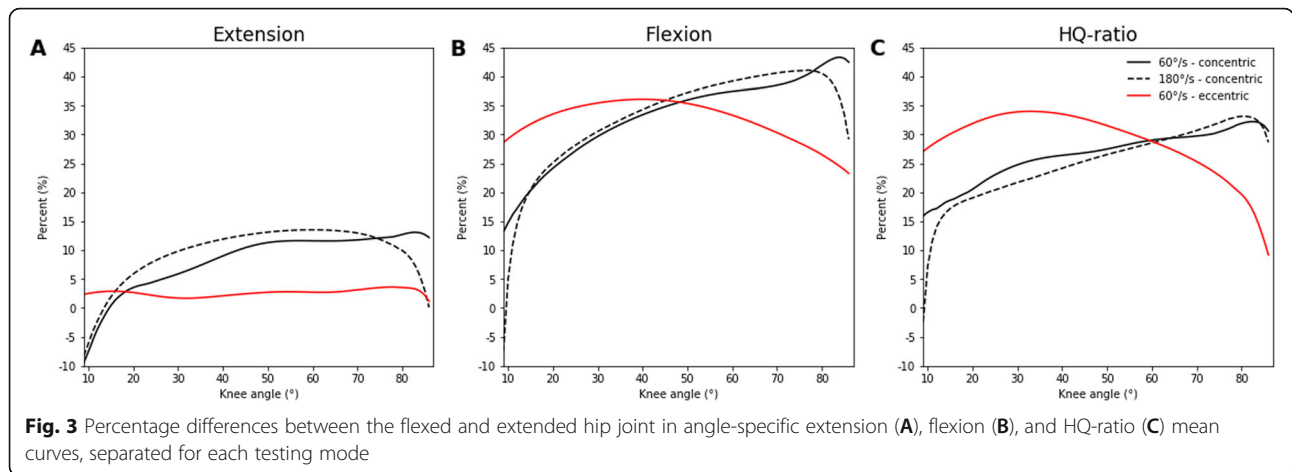 A
Extension
45
40
35
30
25
20
15
10
5
0
-5
-10
Percent (%)
10 20 30 40 50 60 70 80
Knee angle (°)
B
Flexion
45
40
35
30
25
20
15
10
5
0
-5
-10
Percent (%)
10 20 30 40 50 60 70 80
Knee angle (°)
C
HQ-ratio
45
40
35
30
25
20
15
10
5
0
-5
-10
Percent (%)
60°/s - concentric
180°/s - concentric
60°/s - eccentric
10 20 30 40 50 60 70 80
Knee angle (°)
Fig. 3 Percentage differences between the flexed and extended hip joint in angle-specific extension (A), flexion (B), and HQ-ratio (C) mean
curves, separated for each testing mode